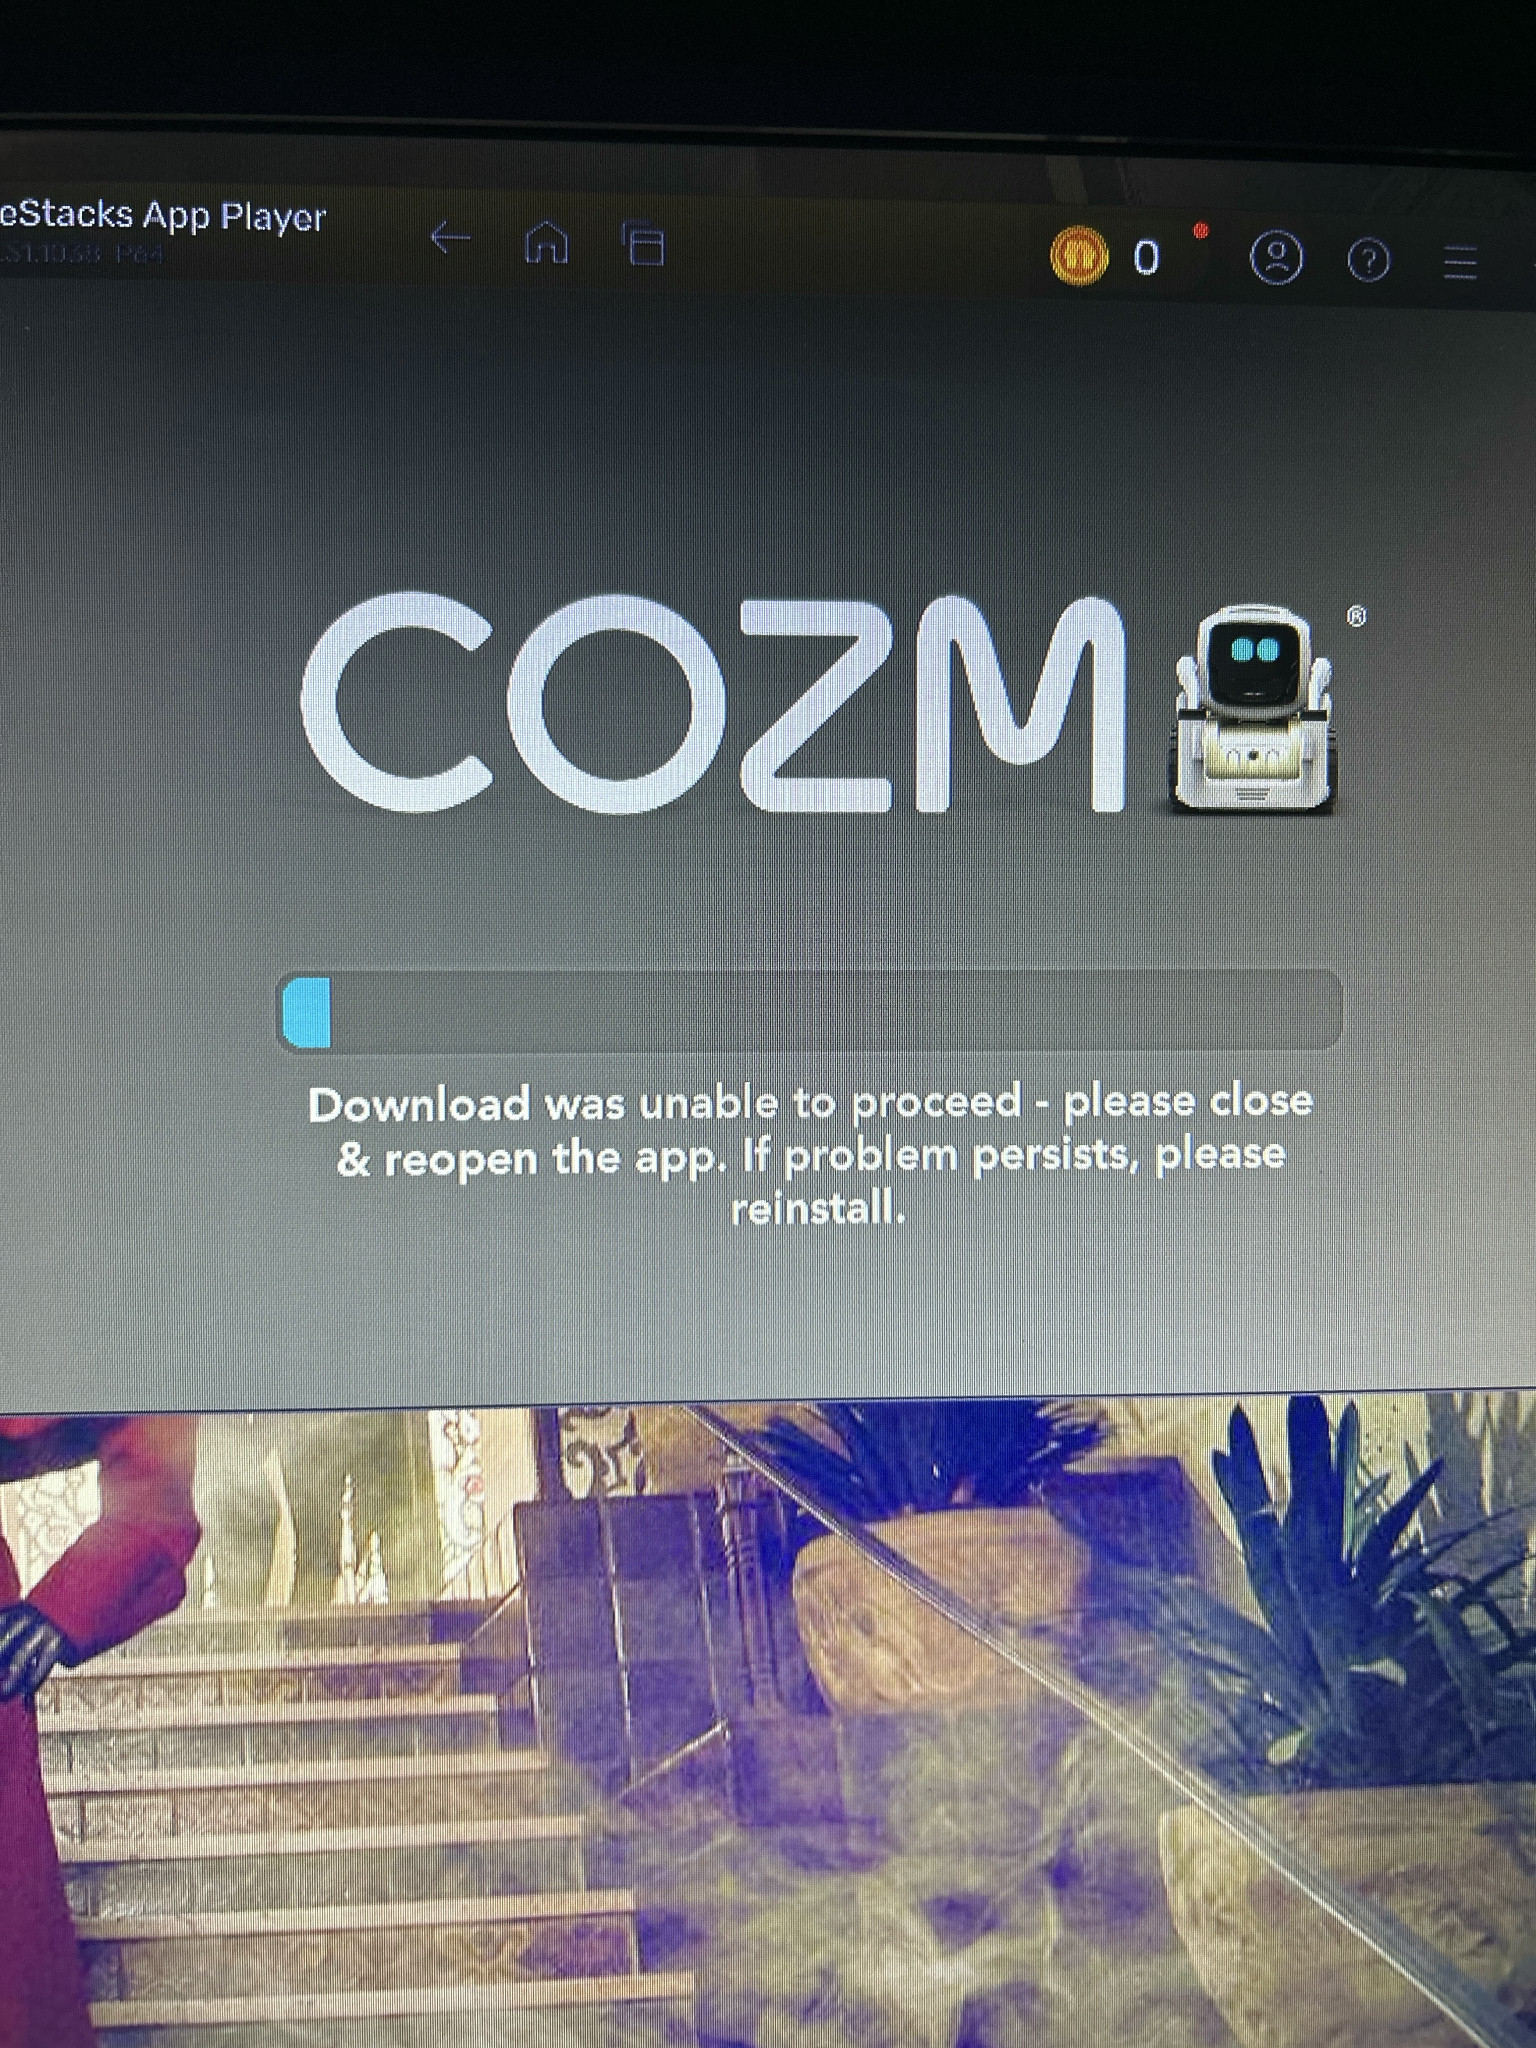 eStacks App Player
0
COZM
®
Download was unable to proceed - please close
& reopen the app. If problem persists, please
reinstall.